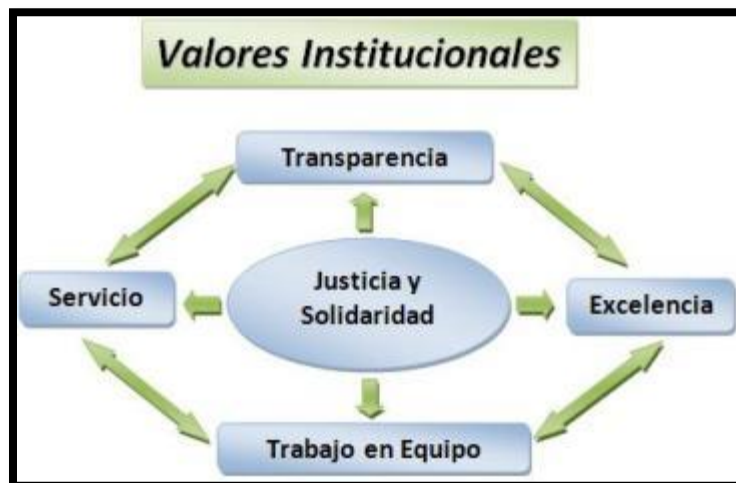 Valores Institucionales
Transparencia
Servicio
Justicia y
Solidaridad
Excelencia
Trabajo en Equipo